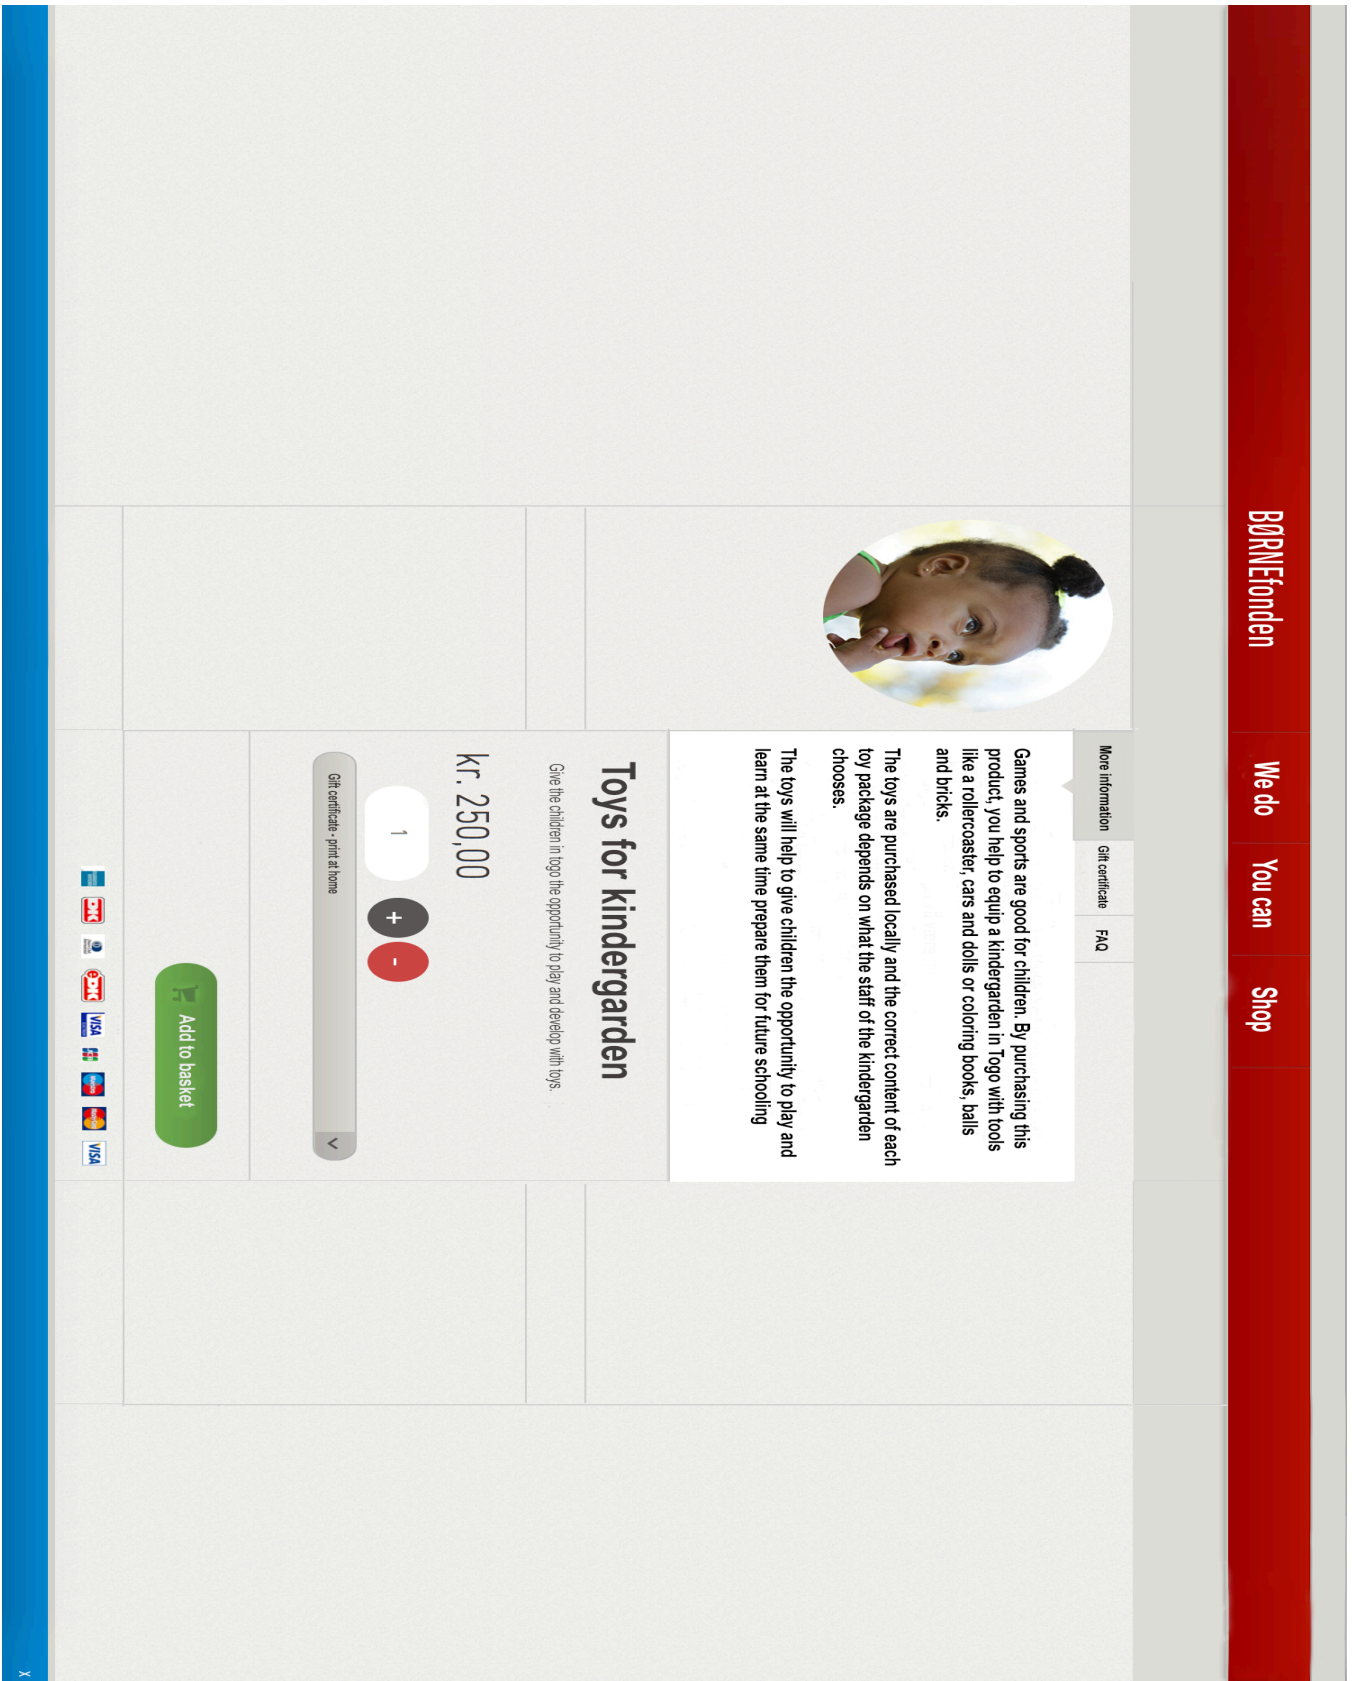 BØRNEfonden
We do
You can
Shop
More information
Gift certificate
FAQ
Games and sports are good for children. By purchasing this
product, you help to equip a kindergarden in Togo with tools
like a rollercoaster, cars and dolls or coloring books, balls
and bricks.
The toys are purchased locally and the correct content of each
toy package depends on what the staff of the kindergarden
chooses.
The toys will help to give children the opportunity to play and
learn at the same time prepare them for future schooling
Toys for kindergarden
Give the children in togo the opportunity to play and develop with toys.
kr. 250,00
1
+
-
Gift certificate - print at home
Add to basket
VISA
VISA
X